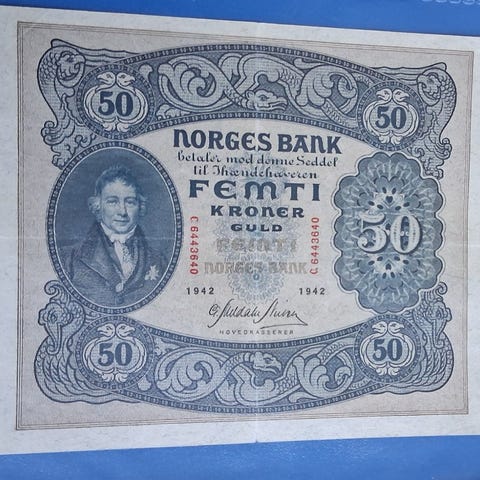 50
50
NORGES BANK
betaler mod denne Seddel
til Ihændehaveren
FEMTI
KRONER
GULD
50
FEMTI
NORGES BANK
C 6443640
C 6443640
1942
1942
HOVEDKASSERER
50
50